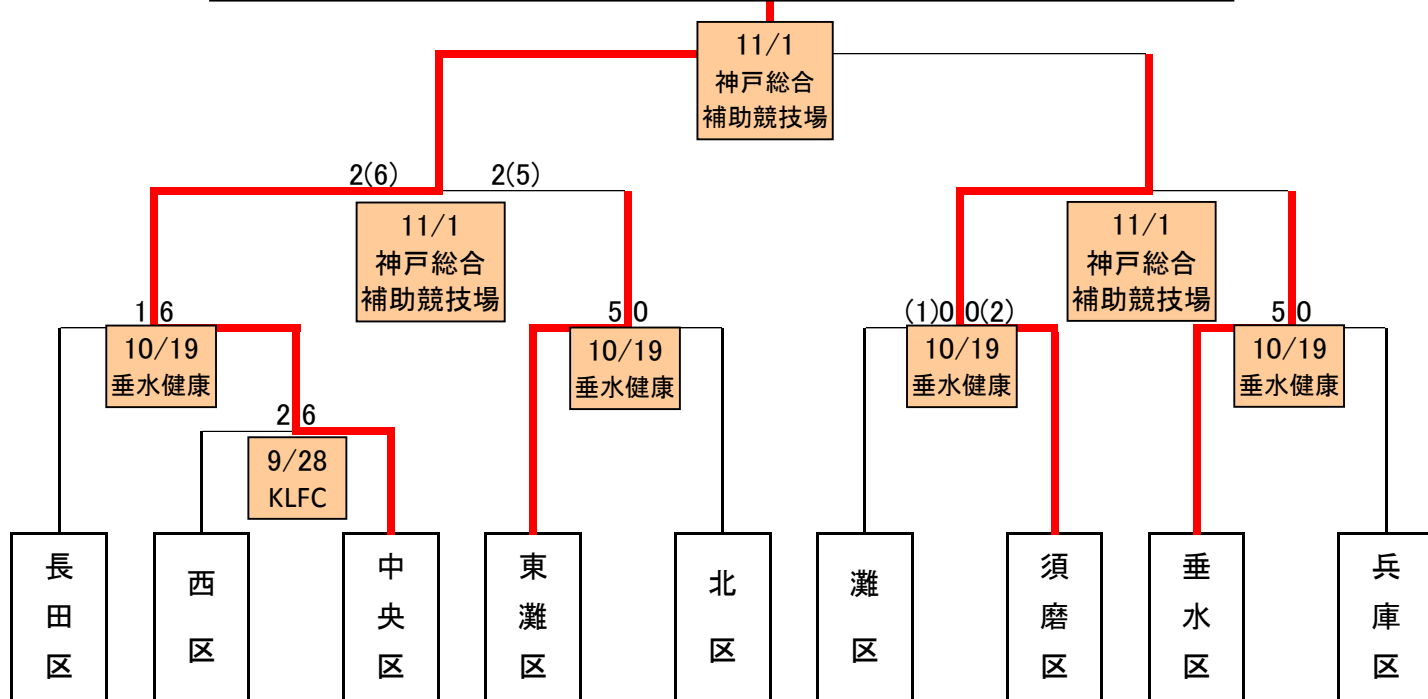 11/1
神戸総合
補助競技場
2(6) 2(5)
11/1
神戸総合
補助競技場
11/1
神戸総合
補助競技場
1 6
10/19
垂水健康
5 0
10/19
垂水健康
(1)0 0(2)
10/19
垂水健康
5 0
10/19
垂水健康
2 6
9/28
KLFC
長田区
西区
中央区
東灘区
北区
灘区
須磨区
垂水区
兵庫区